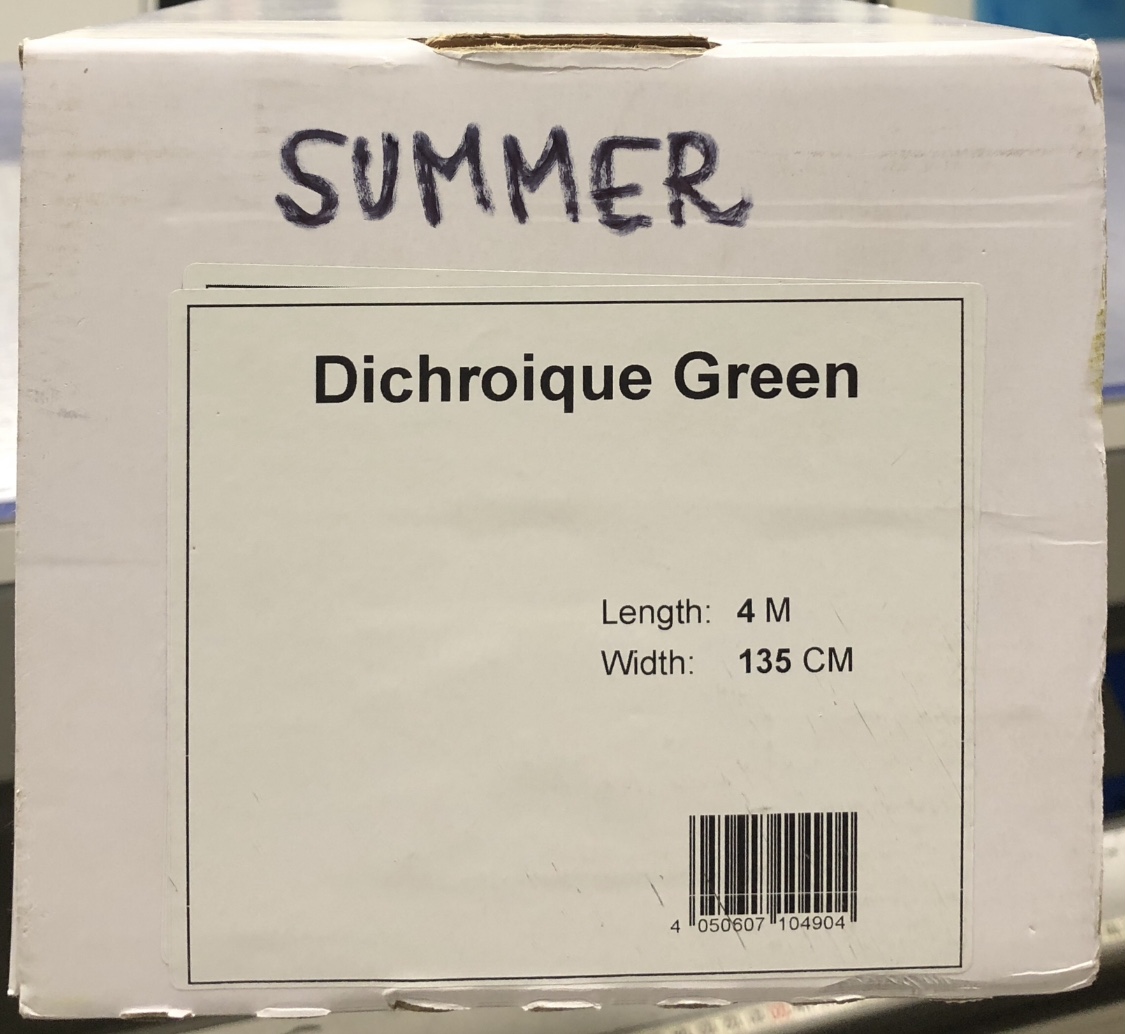 SUMMER
Dichroique Green
Length: 4 M
Width: 135 CM
4 050607 104904